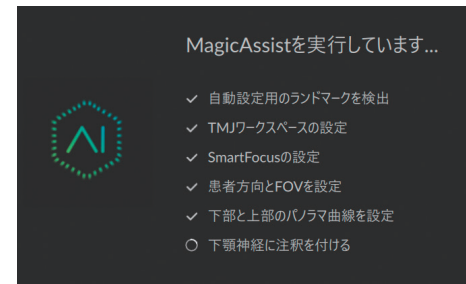 MagicAssistを実行しています...
AI
自動設定用のランドマークを検出
TMJワークスペースの設定
SmartFocusの設定
患者方向とFOVを設定
下部と上部のパノラマ曲線を設定
下顎神経に注釈を付ける